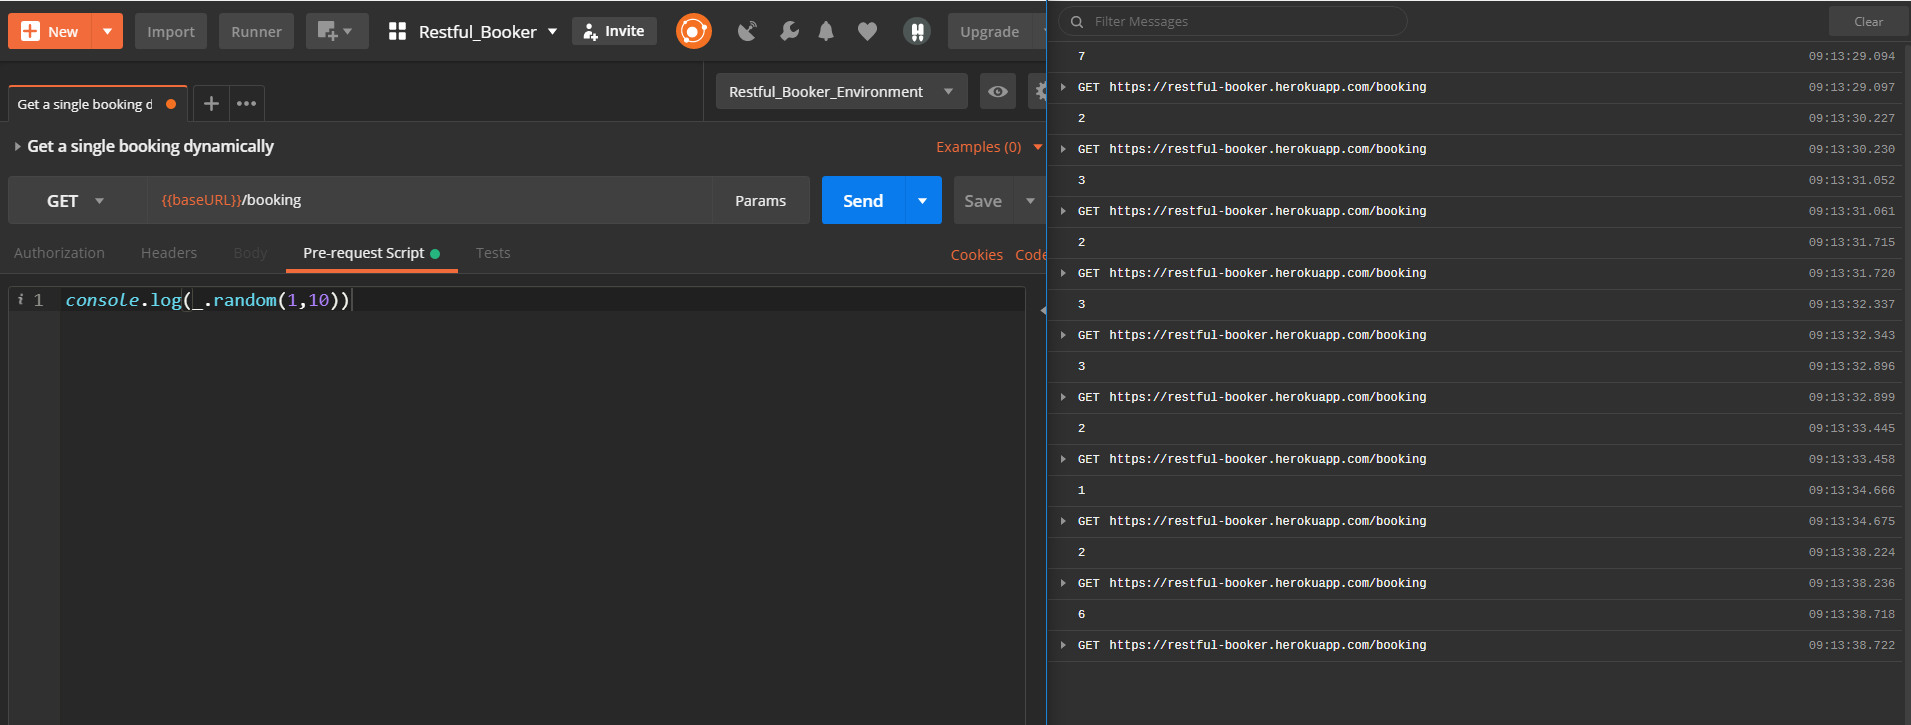 New
Import
Runner
Restful_Booker
Invite
Upgrade
Get a single booking d
Restful_Booker_Environment
Get a single booking dynamically
Examples (0)
GET
{{baseURL}}/booking
Params
Send
Save
Authorization
Headers
Body
Pre-request Script
Tests
Cookies
Code
i 1 console.log(_.random(1,10))
Filter Messages
Clear
7 09:13:29.094
GET https://restful-booker.herokuapp.com/booking 09:13:29.097
2 09:13:30.227
GET https://restful-booker.herokuapp.com/booking 09:13:30.230
3 09:13:31.052
GET https://restful-booker.herokuapp.com/booking 09:13:31.061
2 09:13:31.715
GET https://restful-booker.herokuapp.com/booking 09:13:31.720
3 09:13:32.337
GET https://restful-booker.herokuapp.com/booking 09:13:32.343
3 09:13:32.896
GET https://restful-booker.herokuapp.com/booking 09:13:32.899
2 09:13:33.445
GET https://restful-booker.herokuapp.com/booking 09:13:33.458
1 09:13:34.666
GET https://restful-booker.herokuapp.com/booking 09:13:34.675
2 09:13:38.224
GET https://restful-booker.herokuapp.com/booking 09:13:38.236
6 09:13:38.718
GET https://restful-booker.herokuapp.com/booking 09:13:38.722